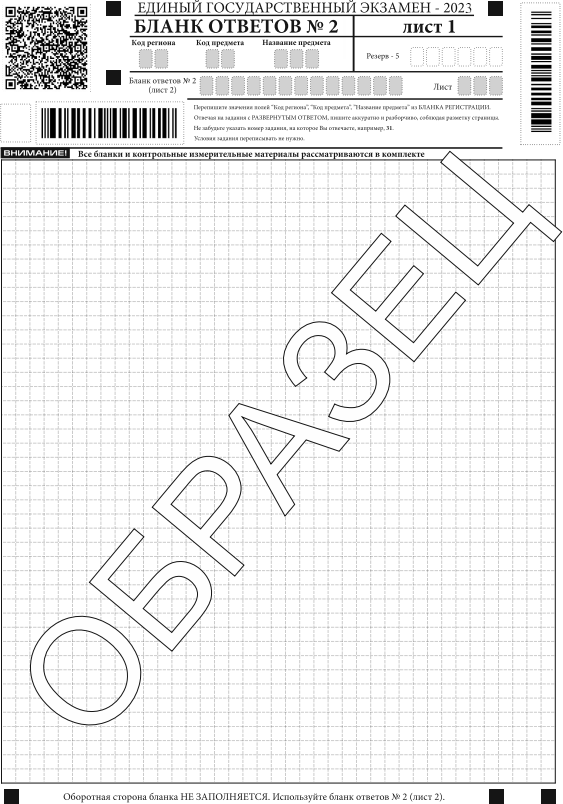 ЕДИНЫЙ ГОСУДАРСТВЕННЫЙ ЭКЗАМЕН - 2023
БЛАНК ОТВЕТОВ № 2
лист 1
Код региона
Код предмета
Название предмета
Резерв - 5
Бланк ответов № 2
(лист 2)
Лист
Перепишите значения полей "Код региона", "Код предмета", "Название предмета" из БЛАНКА РЕГИСТРАЦИИ.
Отвечая на задания с РАЗВЕРНУТЫМ ОТВЕТОМ, пишите аккуратно и разборчиво, соблюдая разметку страницы.
Не забудьте указать номер задания, на которое Вы отвечаете, например, 31.
Условия задания переписывать не нужно.
ВНИМАНИЕ! Все бланки и контрольные измерительные материалы рассматриваются в комплекте
ОБРАЗЕЦ
Оборотная сторона бланка НЕ ЗАПОЛНЯЕТСЯ. Используйте бланк ответов № 2 (лист 2).